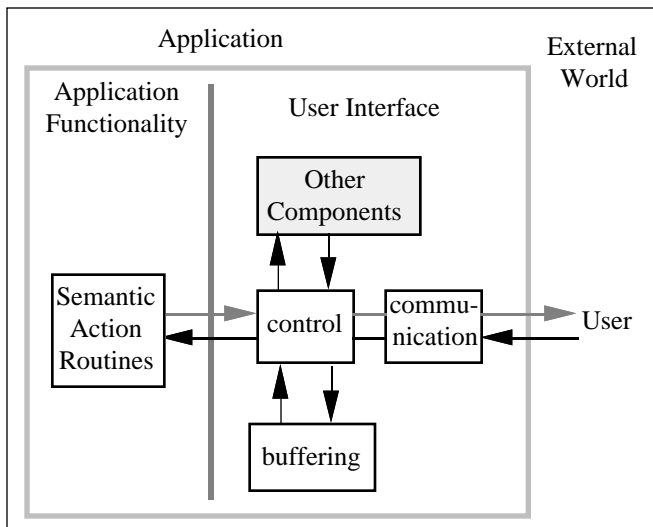 Application
External
World
Application
Functionality
User Interface
Other
Components
Semantic
Action
Routines
control
commu-
nication
User
buffering